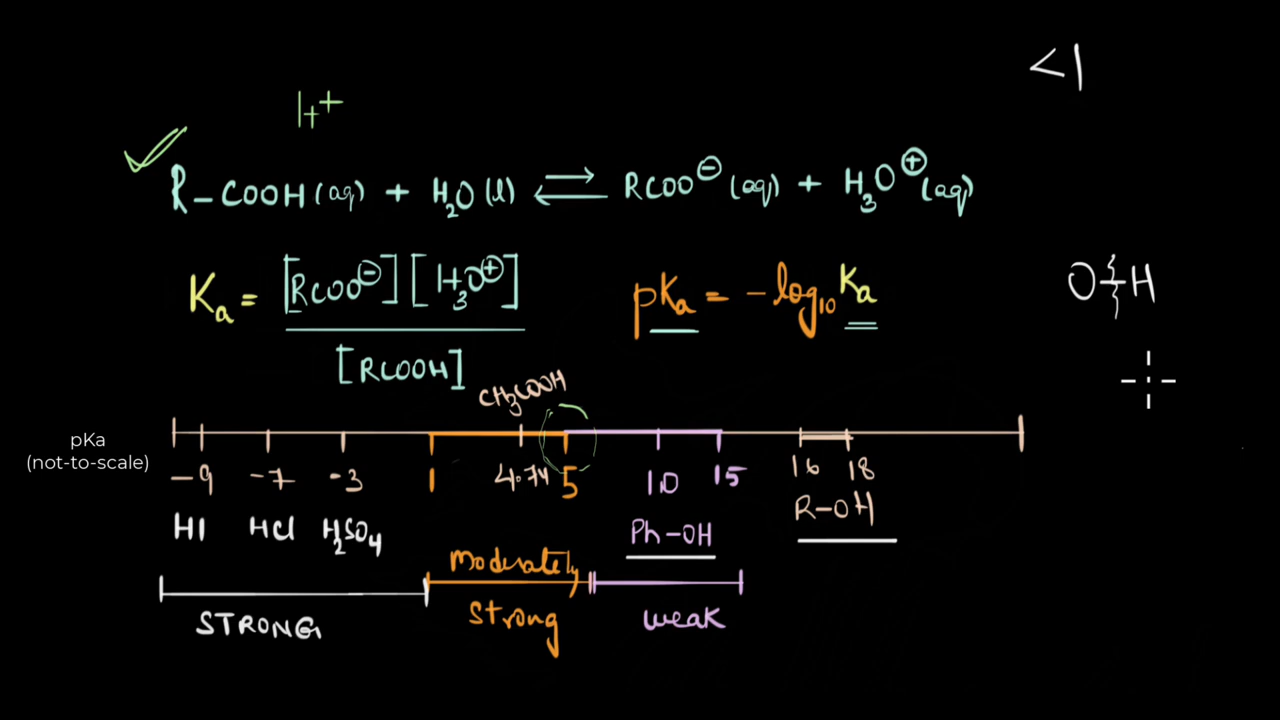 <1
H⁺
R-COOH(aq) + H₂O(l) ⇌ RCOO⊖(aq) + H₃O⊕(aq)
Ka = [RCOO⊖][H₃O⊕] / [RCOOH]
pKa = -log₁₀ Ka
O H
CH₃COOH
pKa
(not-to-scale)
-9 -7 -3 1 4.74 5 10 15 16 18
HI HCl H₂SO₄ Ph-OH R-OH
STRONG
Moderately
strong
weak